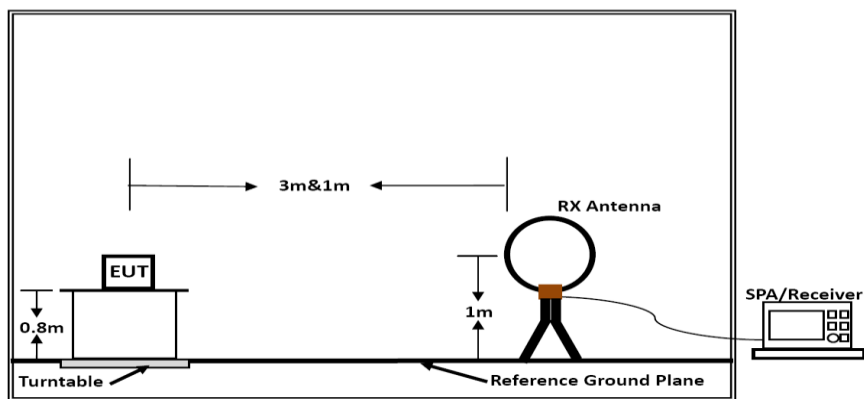 3m&1m
RX Antenna
EUT
SPA/Receiver
0.8m
1m
Turntable
Reference Ground Plane